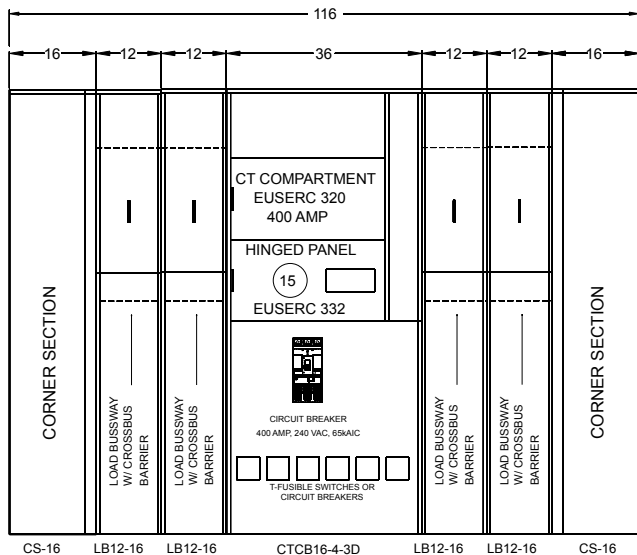 116
16 12 12 36 12 12 16
CT COMPARTMENT
EUSERC 320
400 AMP
HINGED PANEL
15
EUSERC 332
CORNER SECTION
LOAD BUSSWAY
W/ CROSSBUS
BARRIER
LOAD BUSSWAY
W/ CROSSBUS
BARRIER
CIRCUIT BREAKER
400 AMP, 240 VAC, 65kAIC
T-FUSIBLE SWITCHES OR
CIRCUIT BREAKERS
LOAD BUSSWAY
W/ CROSSBUS
BARRIER
LOAD BUSSWAY
W/ CROSSBUS
BARRIER
CORNER SECTION
CS-16 LB12-16 LB12-16 CTCB16-4-3D LB12-16 LB12-16 CS-16